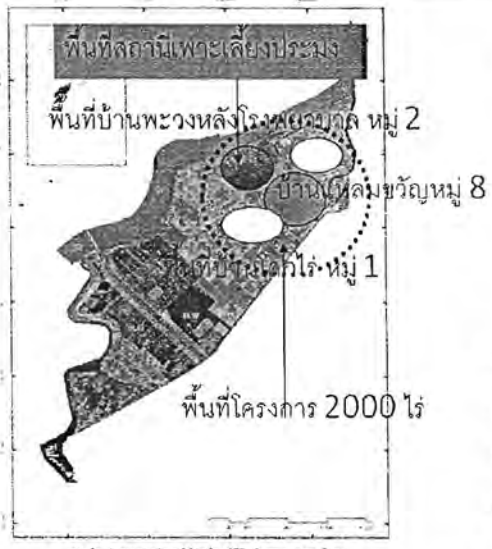 พื้นที่สถานีเพาะเลี้ยงประมง
พื้นที่บ้านพะวงหลังโรงพยาบาล หมู่ 2
บ้านแหลมขวัญหมู่ 8
หมู่ 1
พื้นที่โครงการ 2000 ไร่